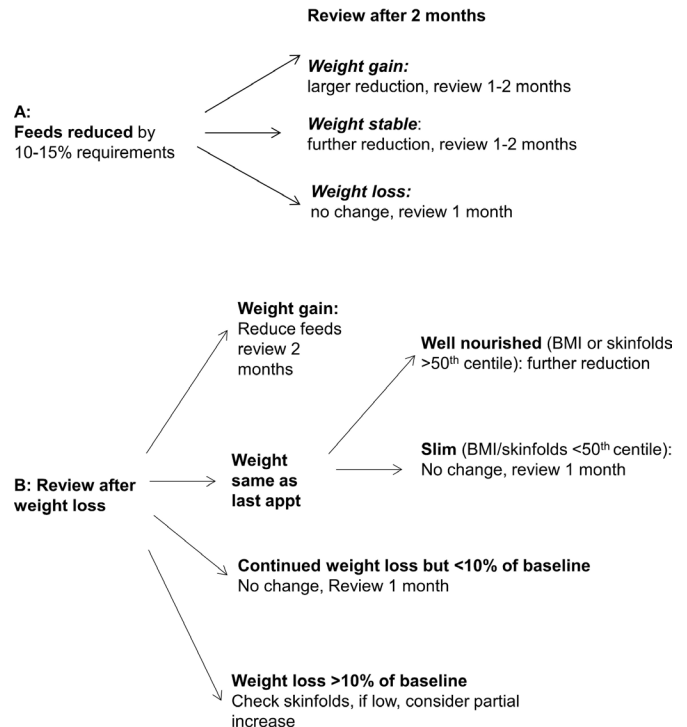 Review after 2 months
Weight gain:
larger reduction, review 1-2 months
A:
Feeds reduced by
10-15% requirements
Weight stable:
further reduction, review 1-2 months
Weight loss:
no change, review 1 month
Weight gain:
Reduce feeds
review 2
months
Well nourished (BMI or skinfolds
>50th centile): further reduction
B: Review after
weight loss
Weight
same as
last appt
Slim (BMI/skinfolds <50th centile):
No change, review 1 month
Continued weight loss but <10% of baseline
No change, Review 1 month
Weight loss >10% of baseline
Check skinfolds, if low, consider partial
increase